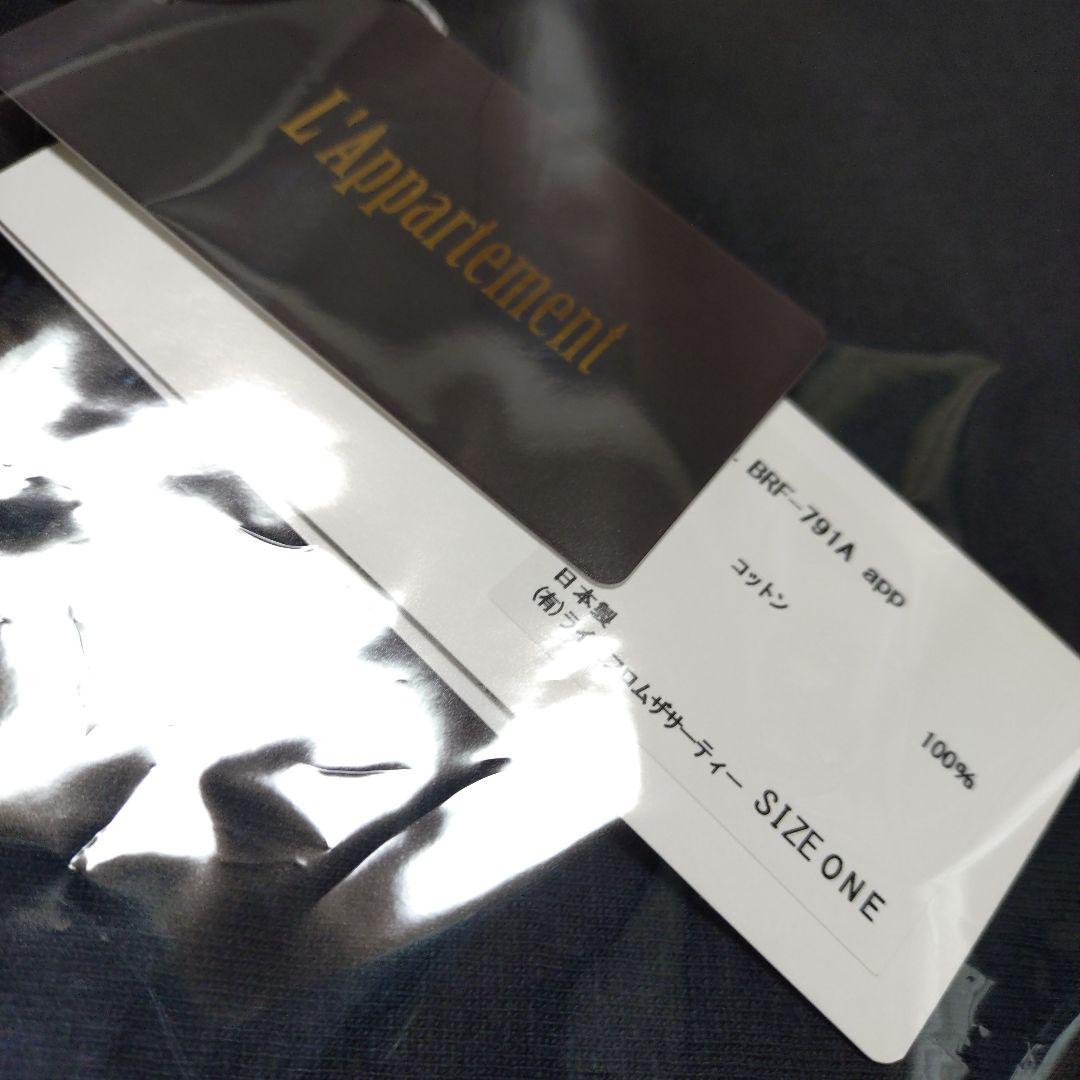 L'Appartement
BRF-791A app
コットン
100%
日本製
(有)ライ フロムザサーティー
SIZE ONE